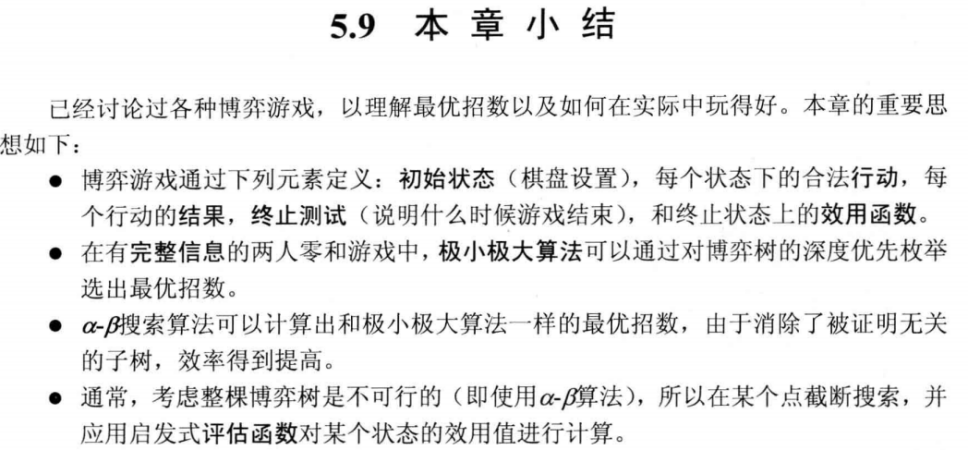 5.9 本章小结
已经讨论过各种博弈游戏，以理解最优招数以及如何在实际中玩得好。本章的重要思
想如下：
● 博弈游戏通过下列元素定义：初始状态（棋盘设置），每个状态下的合法行动，每
个行动的结果，终止测试（说明什么时候游戏结束），和终止状态上的效用函数。
● 在有完整信息的两人零和游戏中，极小极大算法可以通过对博弈树的深度优先枚举
选出最优招数。
● α-β搜索算法可以计算出和极小极大算法一样的最优招数，由于消除了被证明无关
的子树，效率得到提高。
● 通常，考虑整棵博弈树是不可行的（即使用α-β算法），所以在某个点截断搜索，并
应用启发式评估函数对某个状态的效用值进行计算。